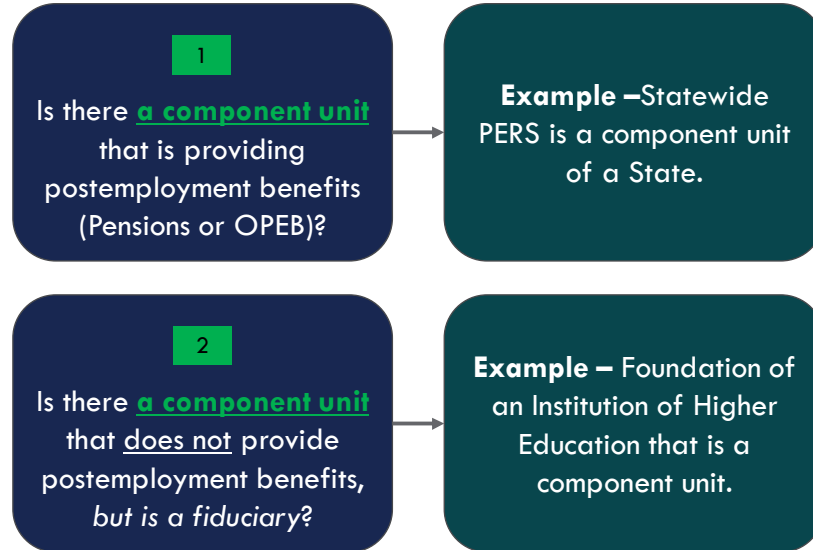 1
Is there a component unit
that is providing
postemployment benefits
(Pensions or OPEB)?
Example –Statewide
PERS is a component unit
of a State.
2
Is there a component unit
that does not provide
postemployment benefits,
but is a fiduciary?
Example – Foundation of
an Institution of Higher
Education that is a
component unit.